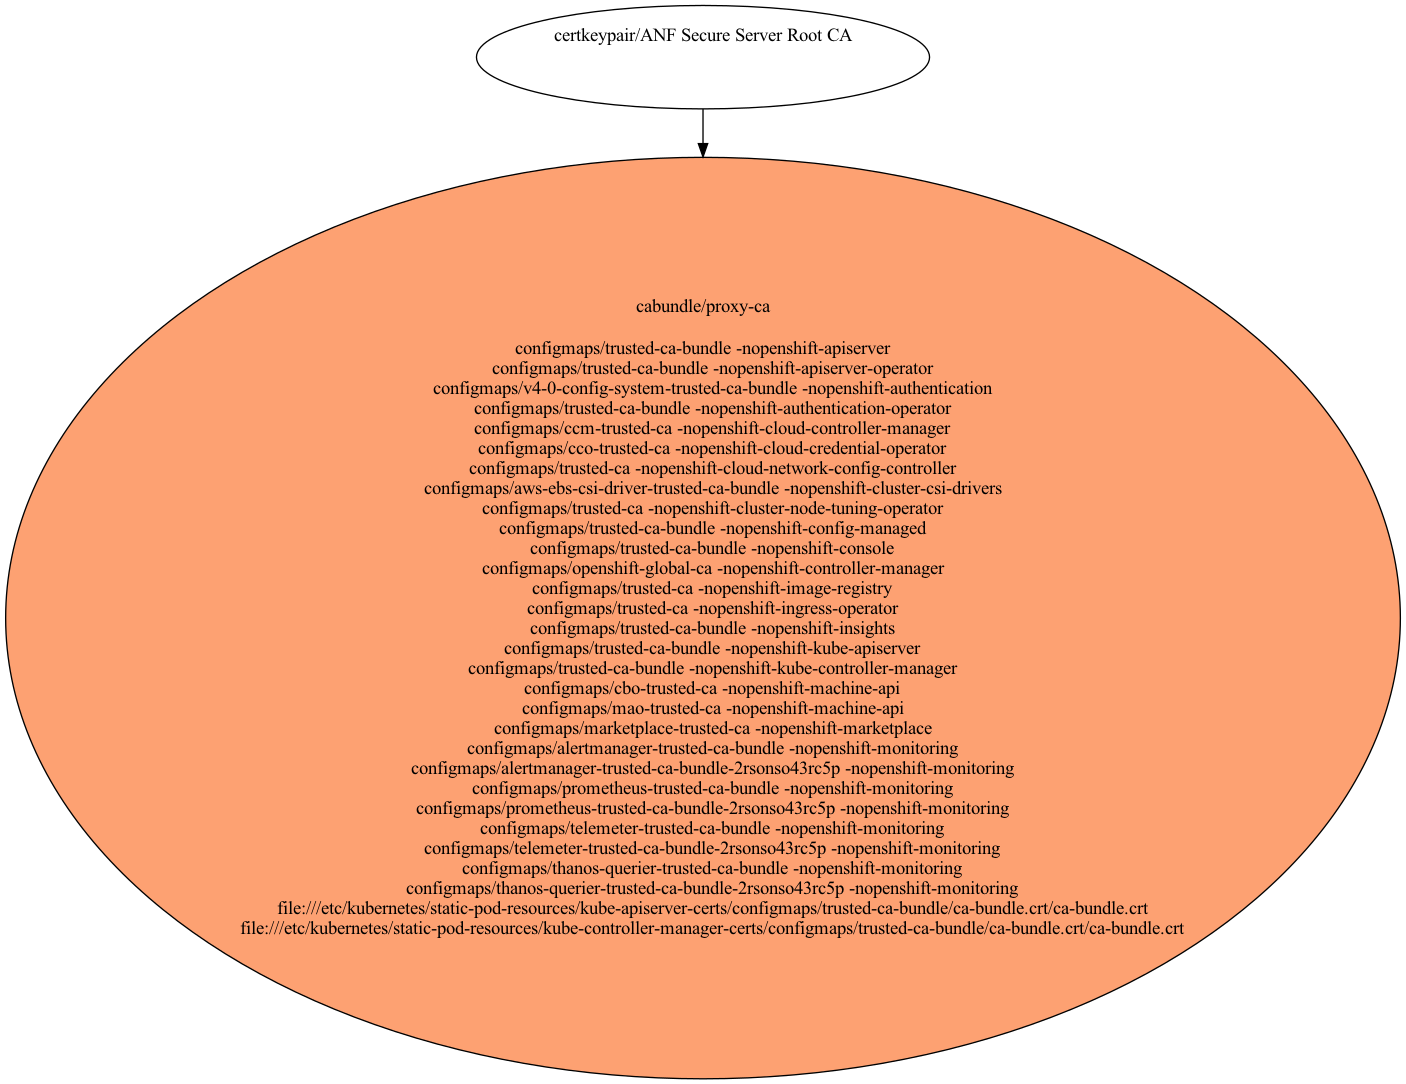 certkeypair/ANF Secure Server Root CA
cabundle/proxy-ca
configmaps/trusted-ca-bundle -nopenshift-apiserver
configmaps/trusted-ca-bundle -nopenshift-apiserver-operator
configmaps/v4-0-config-system-trusted-ca-bundle -nopenshift-authentication
configmaps/trusted-ca-bundle -nopenshift-authentication-operator
configmaps/ccm-trusted-ca -nopenshift-cloud-controller-manager
configmaps/cco-trusted-ca -nopenshift-cloud-credential-operator
configmaps/trusted-ca -nopenshift-cloud-network-config-controller
configmaps/aws-ebs-csi-driver-trusted-ca-bundle -nopenshift-cluster-csi-drivers
configmaps/trusted-ca -nopenshift-cluster-node-tuning-operator
configmaps/trusted-ca-bundle -nopenshift-config-managed
configmaps/trusted-ca-bundle -nopenshift-console
configmaps/openshift-global-ca -nopenshift-controller-manager
configmaps/trusted-ca -nopenshift-image-registry
configmaps/trusted-ca -nopenshift-ingress-operator
configmaps/trusted-ca-bundle -nopenshift-insights
configmaps/trusted-ca-bundle -nopenshift-kube-apiserver
configmaps/trusted-ca-bundle -nopenshift-kube-controller-manager
configmaps/cbo-trusted-ca -nopenshift-machine-api
configmaps/mao-trusted-ca -nopenshift-machine-api
configmaps/marketplace-trusted-ca -nopenshift-marketplace
configmaps/alertmanager-trusted-ca-bundle -nopenshift-monitoring
configmaps/alertmanager-trusted-ca-bundle-2rsonso43rc5p -nopenshift-monitoring
configmaps/prometheus-trusted-ca-bundle -nopenshift-monitoring
configmaps/prometheus-trusted-ca-bundle-2rsonso43rc5p -nopenshift-monitoring
configmaps/telemeter-trusted-ca-bundle -nopenshift-monitoring
configmaps/telemeter-trusted-ca-bundle-2rsonso43rc5p -nopenshift-monitoring
configmaps/thanos-querier-trusted-ca-bundle -nopenshift-monitoring
configmaps/thanos-querier-trusted-ca-bundle-2rsonso43rc5p -nopenshift-monitoring
file:///etc/kubernetes/static-pod-resources/kube-apiserver-certs/configmaps/trusted-ca-bundle/ca-bundle.crt/ca-bundle.crt
file:///etc/kubernetes/static-pod-resources/kube-controller-manager-certs/configmaps/trusted-ca-bundle/ca-bundle.crt/ca-bundle.crt